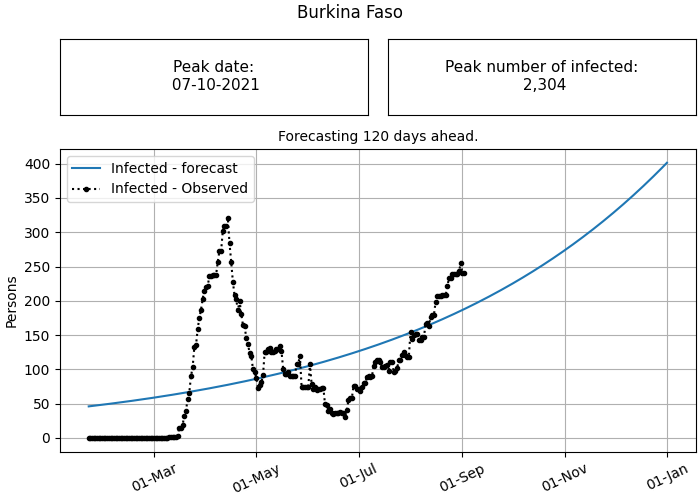 Burkina Faso
Peak date:
07-10-2021
Peak number of infected:
2,304
Forecasting 120 days ahead.
Infected - forecast
Infected - Observed
Persons
400
350
300
250
200
150
100
50
0
01-Mar
01-May
01-Jul
01-Sep
01-Nov
01-Jan